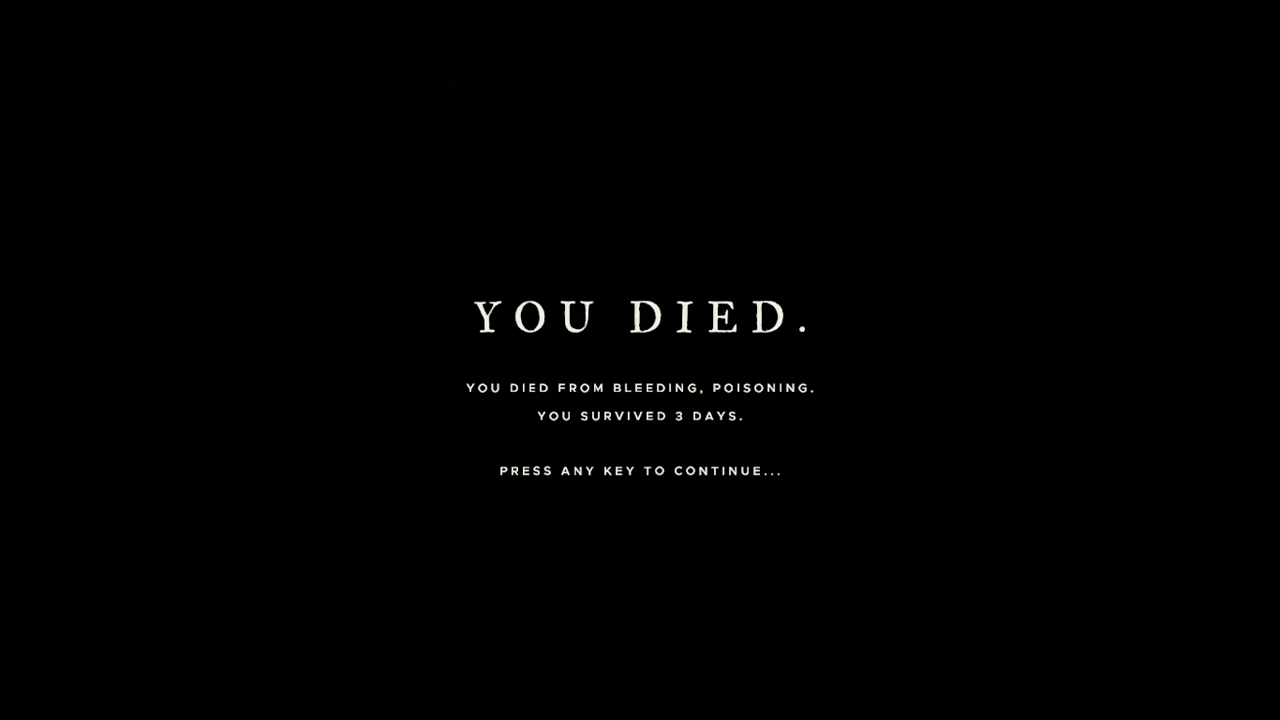 YOU DIED.
YOU DIED FROM BLEEDING, POISONING.
YOU SURVIVED 3 DAYS.
PRESS ANY KEY TO CONTINUE...